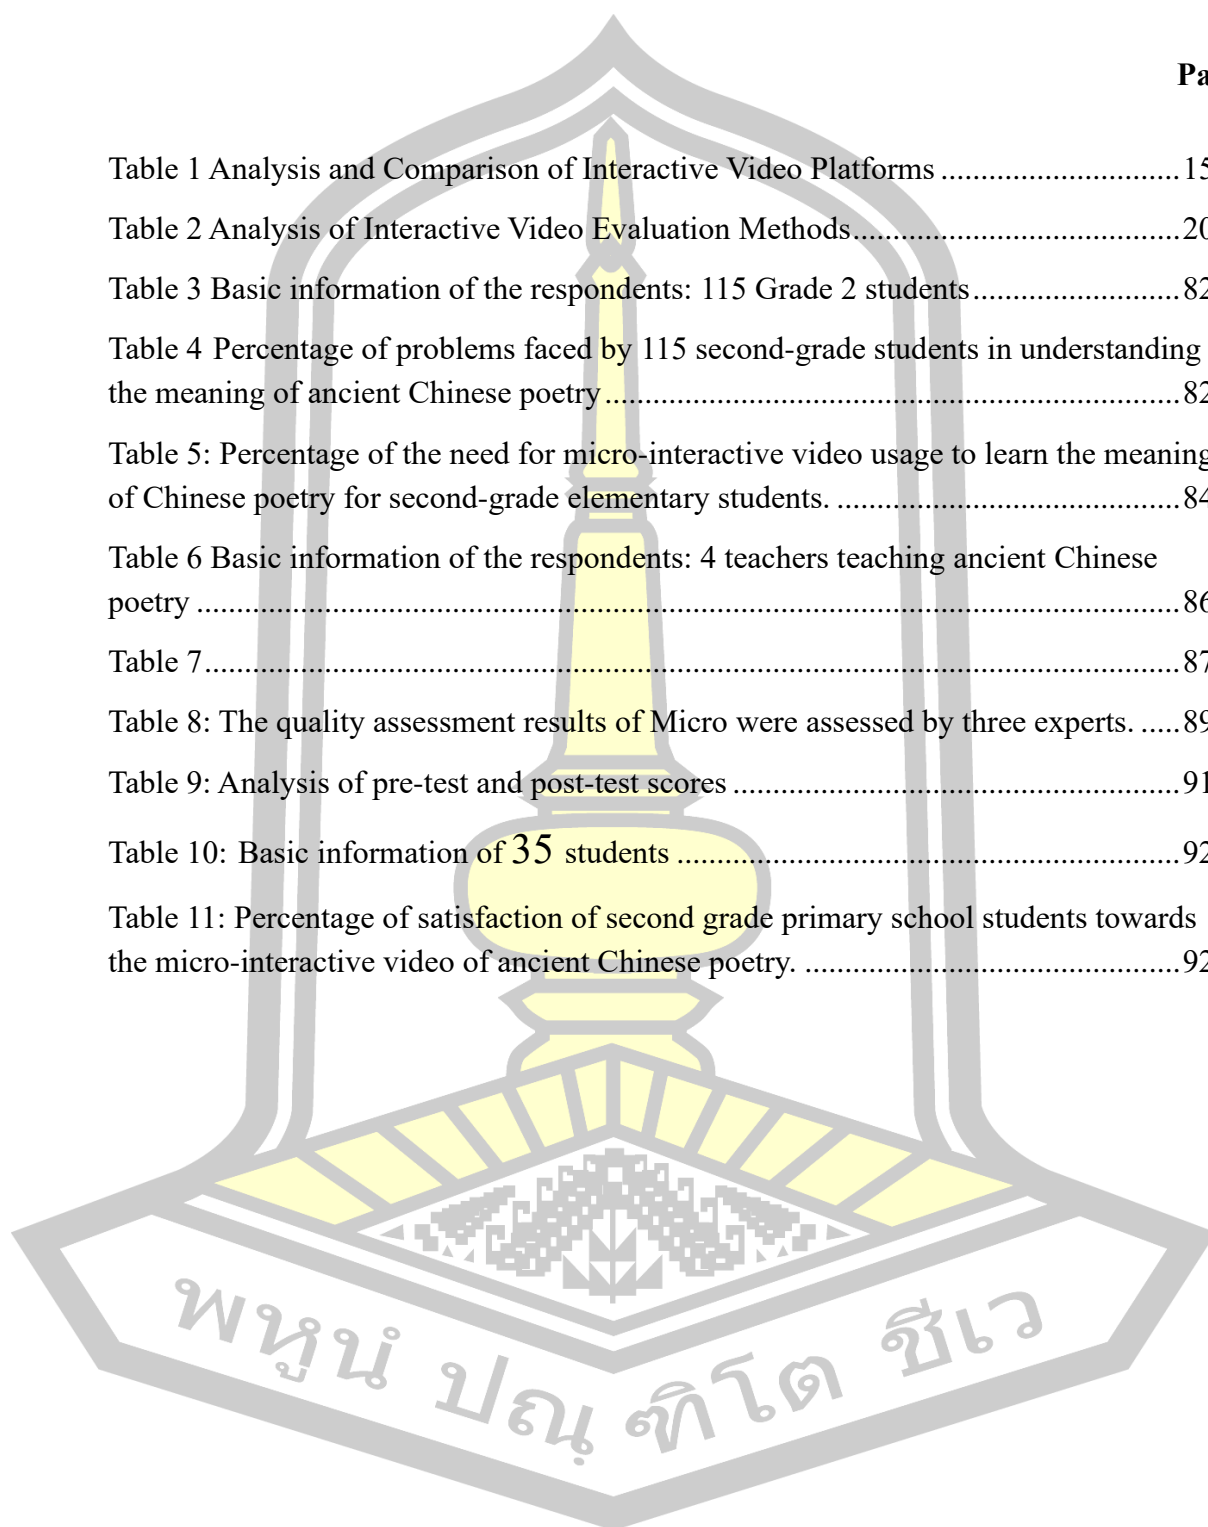 Pa
Table 1 Analysis and Comparison of Interactive Video Platforms ............................. 15
Table 2 Analysis of Interactive Video Evaluation Methods........................................ 20
Table 3 Basic information of the respondents: 115 Grade 2 students......................... 82
Table 4 Percentage of problems faced by 115 second-grade students in understanding
the meaning of ancient Chinese poetry ...................................................................... 82
Table 5: Percentage of the need for micro-interactive video usage to learn the meaning
of Chinese poetry for second-grade elementary students. .......................................... 84
Table 6 Basic information of the respondents: 4 teachers teaching ancient Chinese
poetry ........................................................................................................................ 86
Table 7....................................................................................................................... 87
Table 8: The quality assessment results of Micro were assessed by three experts. ..... 89
Table 9: Analysis of pre-test and post-test scores ...................................................... 91
Table 10: Basic information of 35 students ............................................................. 92
Table 11: Percentage of satisfaction of second grade primary school students towards
the micro-interactive video of ancient Chinese poetry. .............................................. 92
พหูนํ ปณฺฑิโต ชีเว